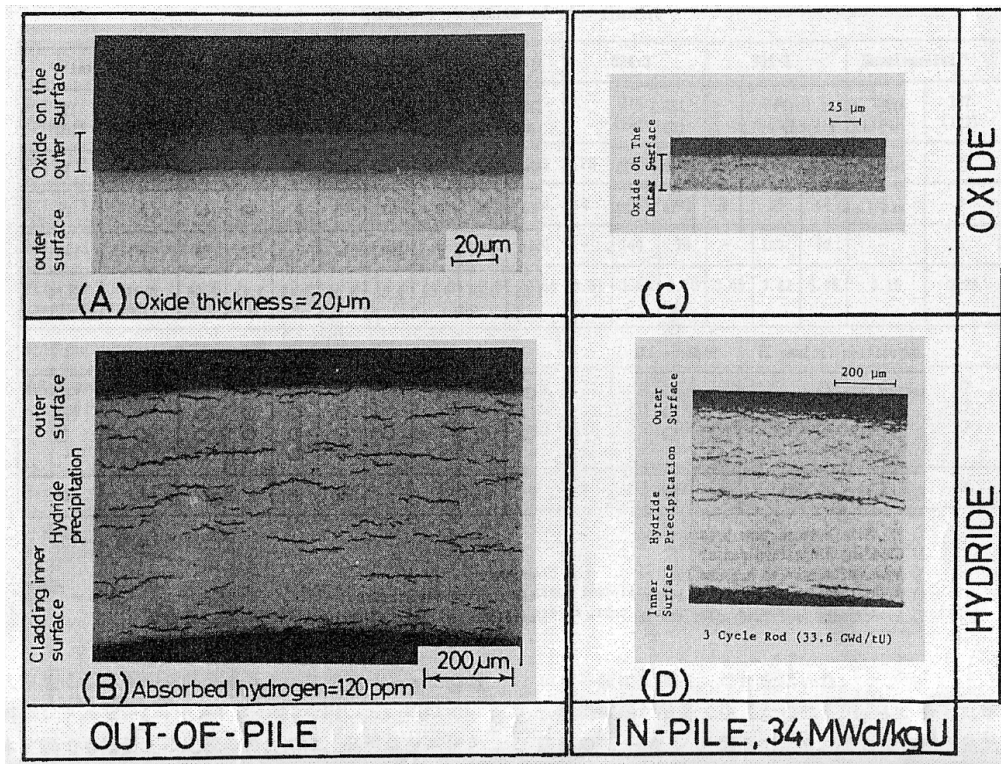 Oxide on the
outer surface
outer
surface
20µm
(A) Oxide thickness=20µm
25 µm
Oxide On The
Outer Surface
(C)
OXIDE
outer
surface
Hydride
precipitation
Cladding inner
surface
200µm
(B) Absorbed hydrogen=120ppm
200 µm
Outer
Surface
Hydride
Precipitation
Inner
Surface
3 Cycle Rod (33.6 GWd/tU)
(D)
HYDRIDE
OUT-OF-PILE
IN-PILE, 34MWd/kgU